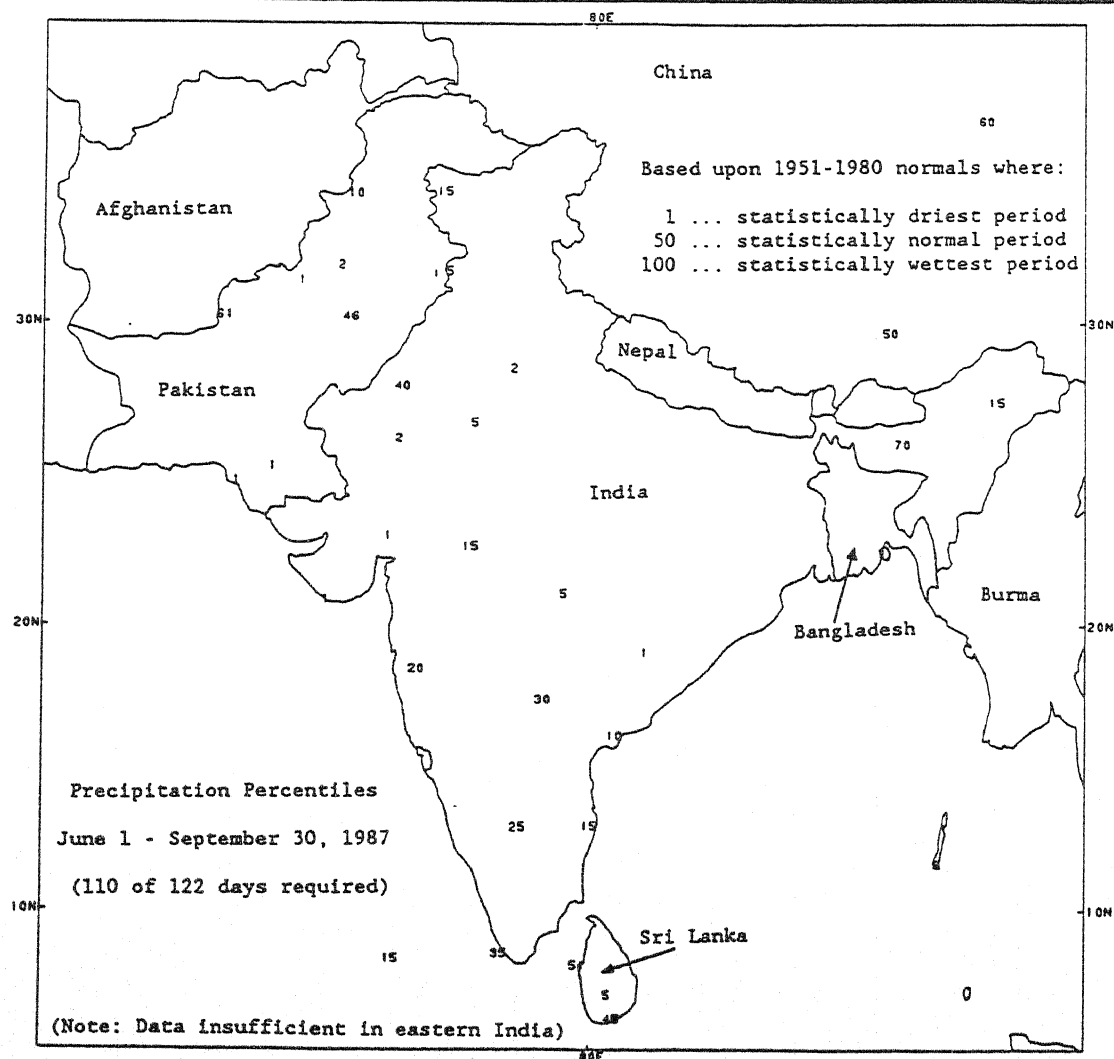 80E
China
60
Based upon 1951-1980 normals where:
10
15
Afghanistan
1 ... statistically driest period
50 ... statistically normal period
100 ... statistically wettest period
2
1
15
61
46
30N
30N
50
Nepal
2
Pakistan
40
15
5
2
70
1
India
1
15
5
Burma
20N
20N
Bangladesh
1
20
30
10
Precipitation Percentiles
25
15
June 1 - September 30, 1987
(110 of 122 days required)
10N
10N
Sri Lanka
15
35
5
5
(Note: Data insufficient in eastern India)
80E